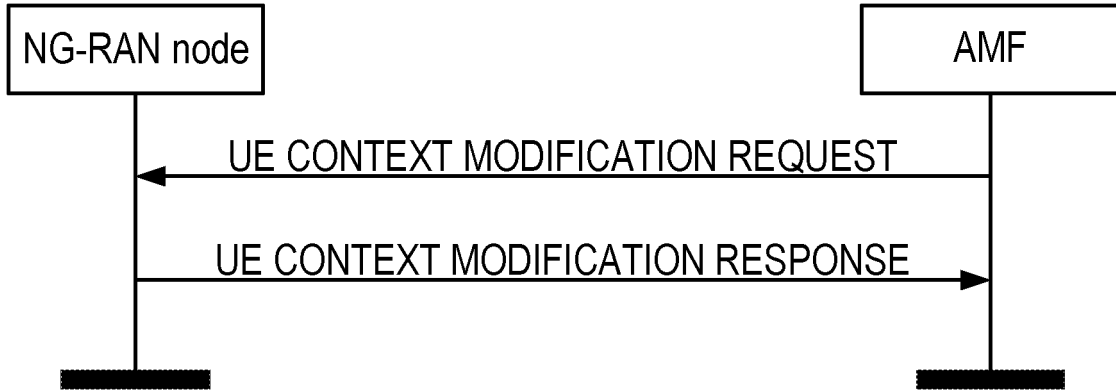 NG-RAN node
AMF
UE CONTEXT MODIFICATION REQUEST
UE CONTEXT MODIFICATION RESPONSE